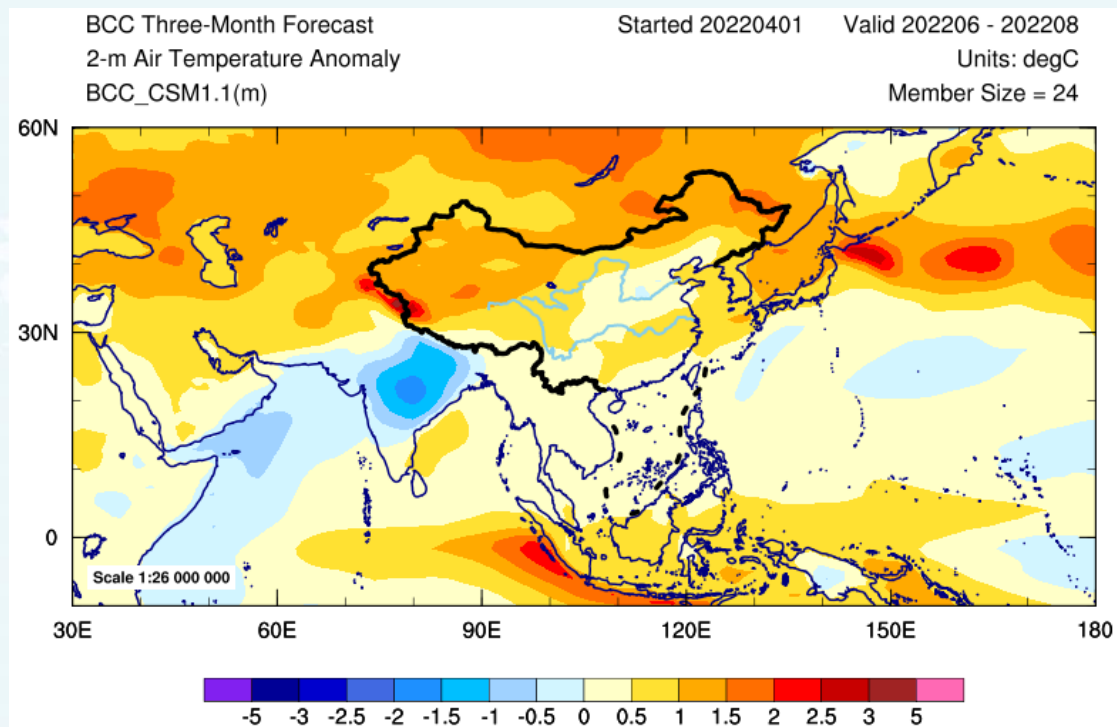 BCC Three-Month Forecast Started 20220401 Valid 202206 - 202208
2-m Air Temperature Anomaly Units: degC
BCC_CSM1.1(m) Member Size = 24
60N
30N
0
Scale 1:26 000 000
30E 60E 90E 120E 150E 180
-5 -3 -2.5 -2 -1.5 -1 -0.5 0 0.5 1 1.5 2 2.5 3 5